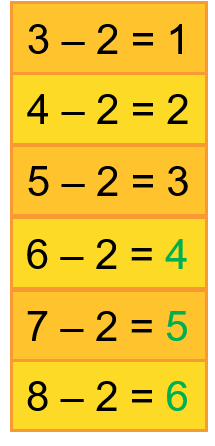 3 – 2 = 1
4 – 2 = 2
5 – 2 = 3
6 – 2 = 4
7 – 2 = 5
8 – 2 = 6